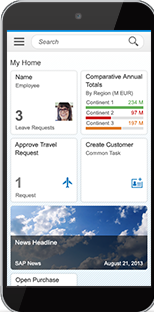 Search
My Home
Name
Employee
3
Leave Requests
Comparative Annual
Totals
By Region (M EUR)
Continent 1 234 M
Continent 2 97 M
Continent 3 197 M
Approve Travel
Request
1
Request
Create Customer
Common Task
News Headline
SAP News August 21, 2013
Open Purchase